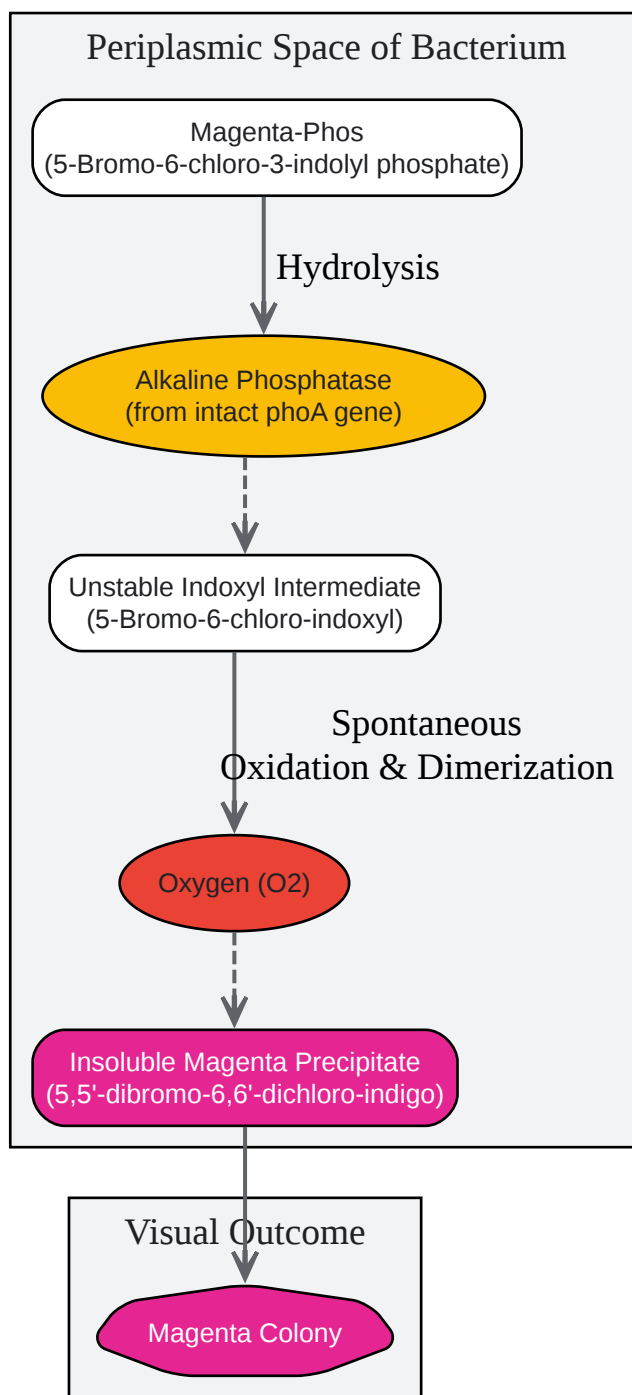 Periplasmic Space of Bacterium
Magenta-Phos
(5-Bromo-6-chloro-3-indolyl phosphate)
Hydrolysis
Alkaline Phosphatase
(from intact phoA gene)
Unstable Indoxyl Intermediate
(5-Bromo-6-chloro-indoxyl)
Spontaneous
Oxidation & Dimerization
Oxygen (O2)
Insoluble Magenta Precipitate
(5,5'-dibromo-6,6'-dichloro-indigo)
Visual Outcome
Magenta Colony